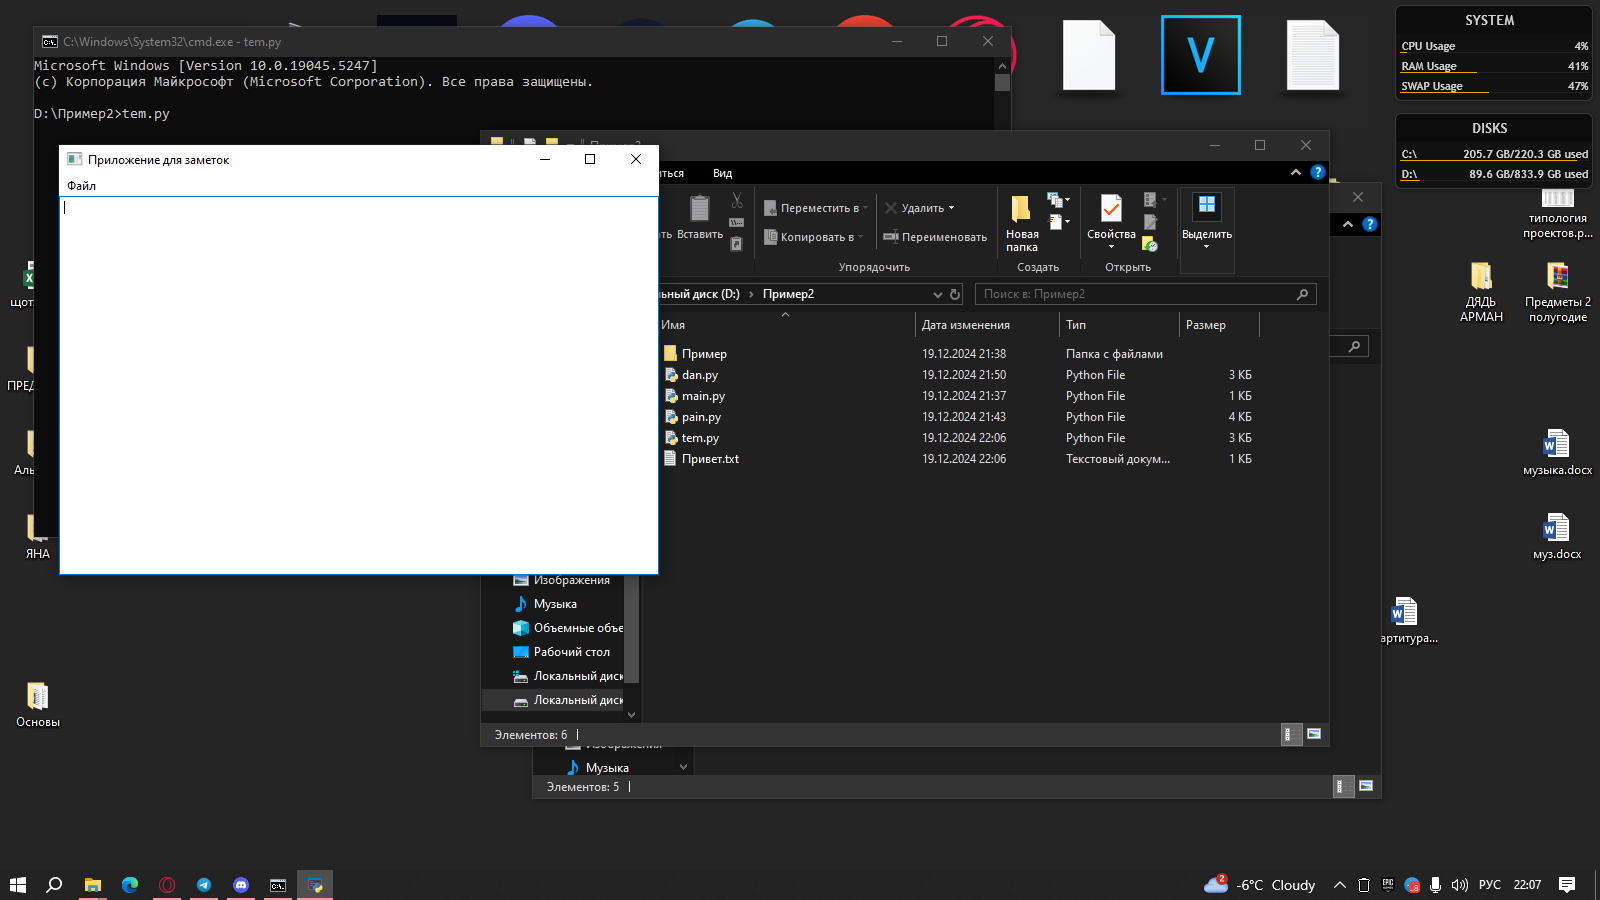 C:\Windows\System32\cmd.exe - tem.py
Microsoft Windows [Version 10.0.19045.5247]
(c) Корпорация Майкрософт (Microsoft Corporation). Все права защищены.
D:\Пример2>tem.py
Приложение для заметок
Файл
Вид
Вставить
Переместить в
Копировать в
Удалить
Переименовать
Упорядочить
Новая
папка
Создать
Свойства
Открыть
Выделить
льный диск (D:) > Пример2
Поиск в: Пример2
Имя Дата изменения Тип Размер
Пример 19.12.2024 21:38 Папка с файлами
dan.py 19.12.2024 21:50 Python File 3 КБ
main.py 19.12.2024 21:37 Python File 1 КБ
pain.py 19.12.2024 21:43 Python File 4 КБ
tem.py 19.12.2024 22:06 Python File 3 КБ
Привет.txt 19.12.2024 22:06 Текстовый докум... 1 КБ
Изображения
Музыка
Объемные объе
Рабочий стол
Локальный диск
Локальный диск
Элементов: 6
Музыка
Элементов: 5
SYSTEM
CPU Usage 4%
RAM Usage 41%
SWAP Usage 47%
DISKS
C:\ 205.7 GB/220.3 GB used
D:\ 89.6 GB/833.9 GB used
типология
проектов.p...
ДЯДЬ
АРМАН
Предметы 2
полугодие
музыка.docx
муз.docx
артитура...
ЯНА
Основы
-6°C Cloudy
РУС
22:07